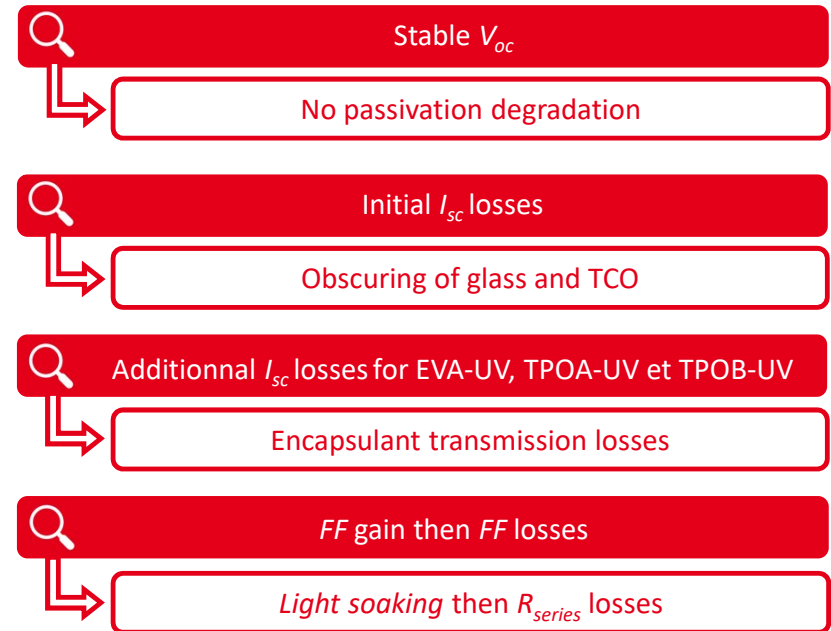 Stable Voc
No passivation degradation
Initial Isc losses
Obscuring of glass and TCO
Additionnal Isc losses for EVA-UV, TPOA-UV et TPOB-UV
Encapsulant transmission losses
FF gain then FF losses
Light soaking then Rseries losses